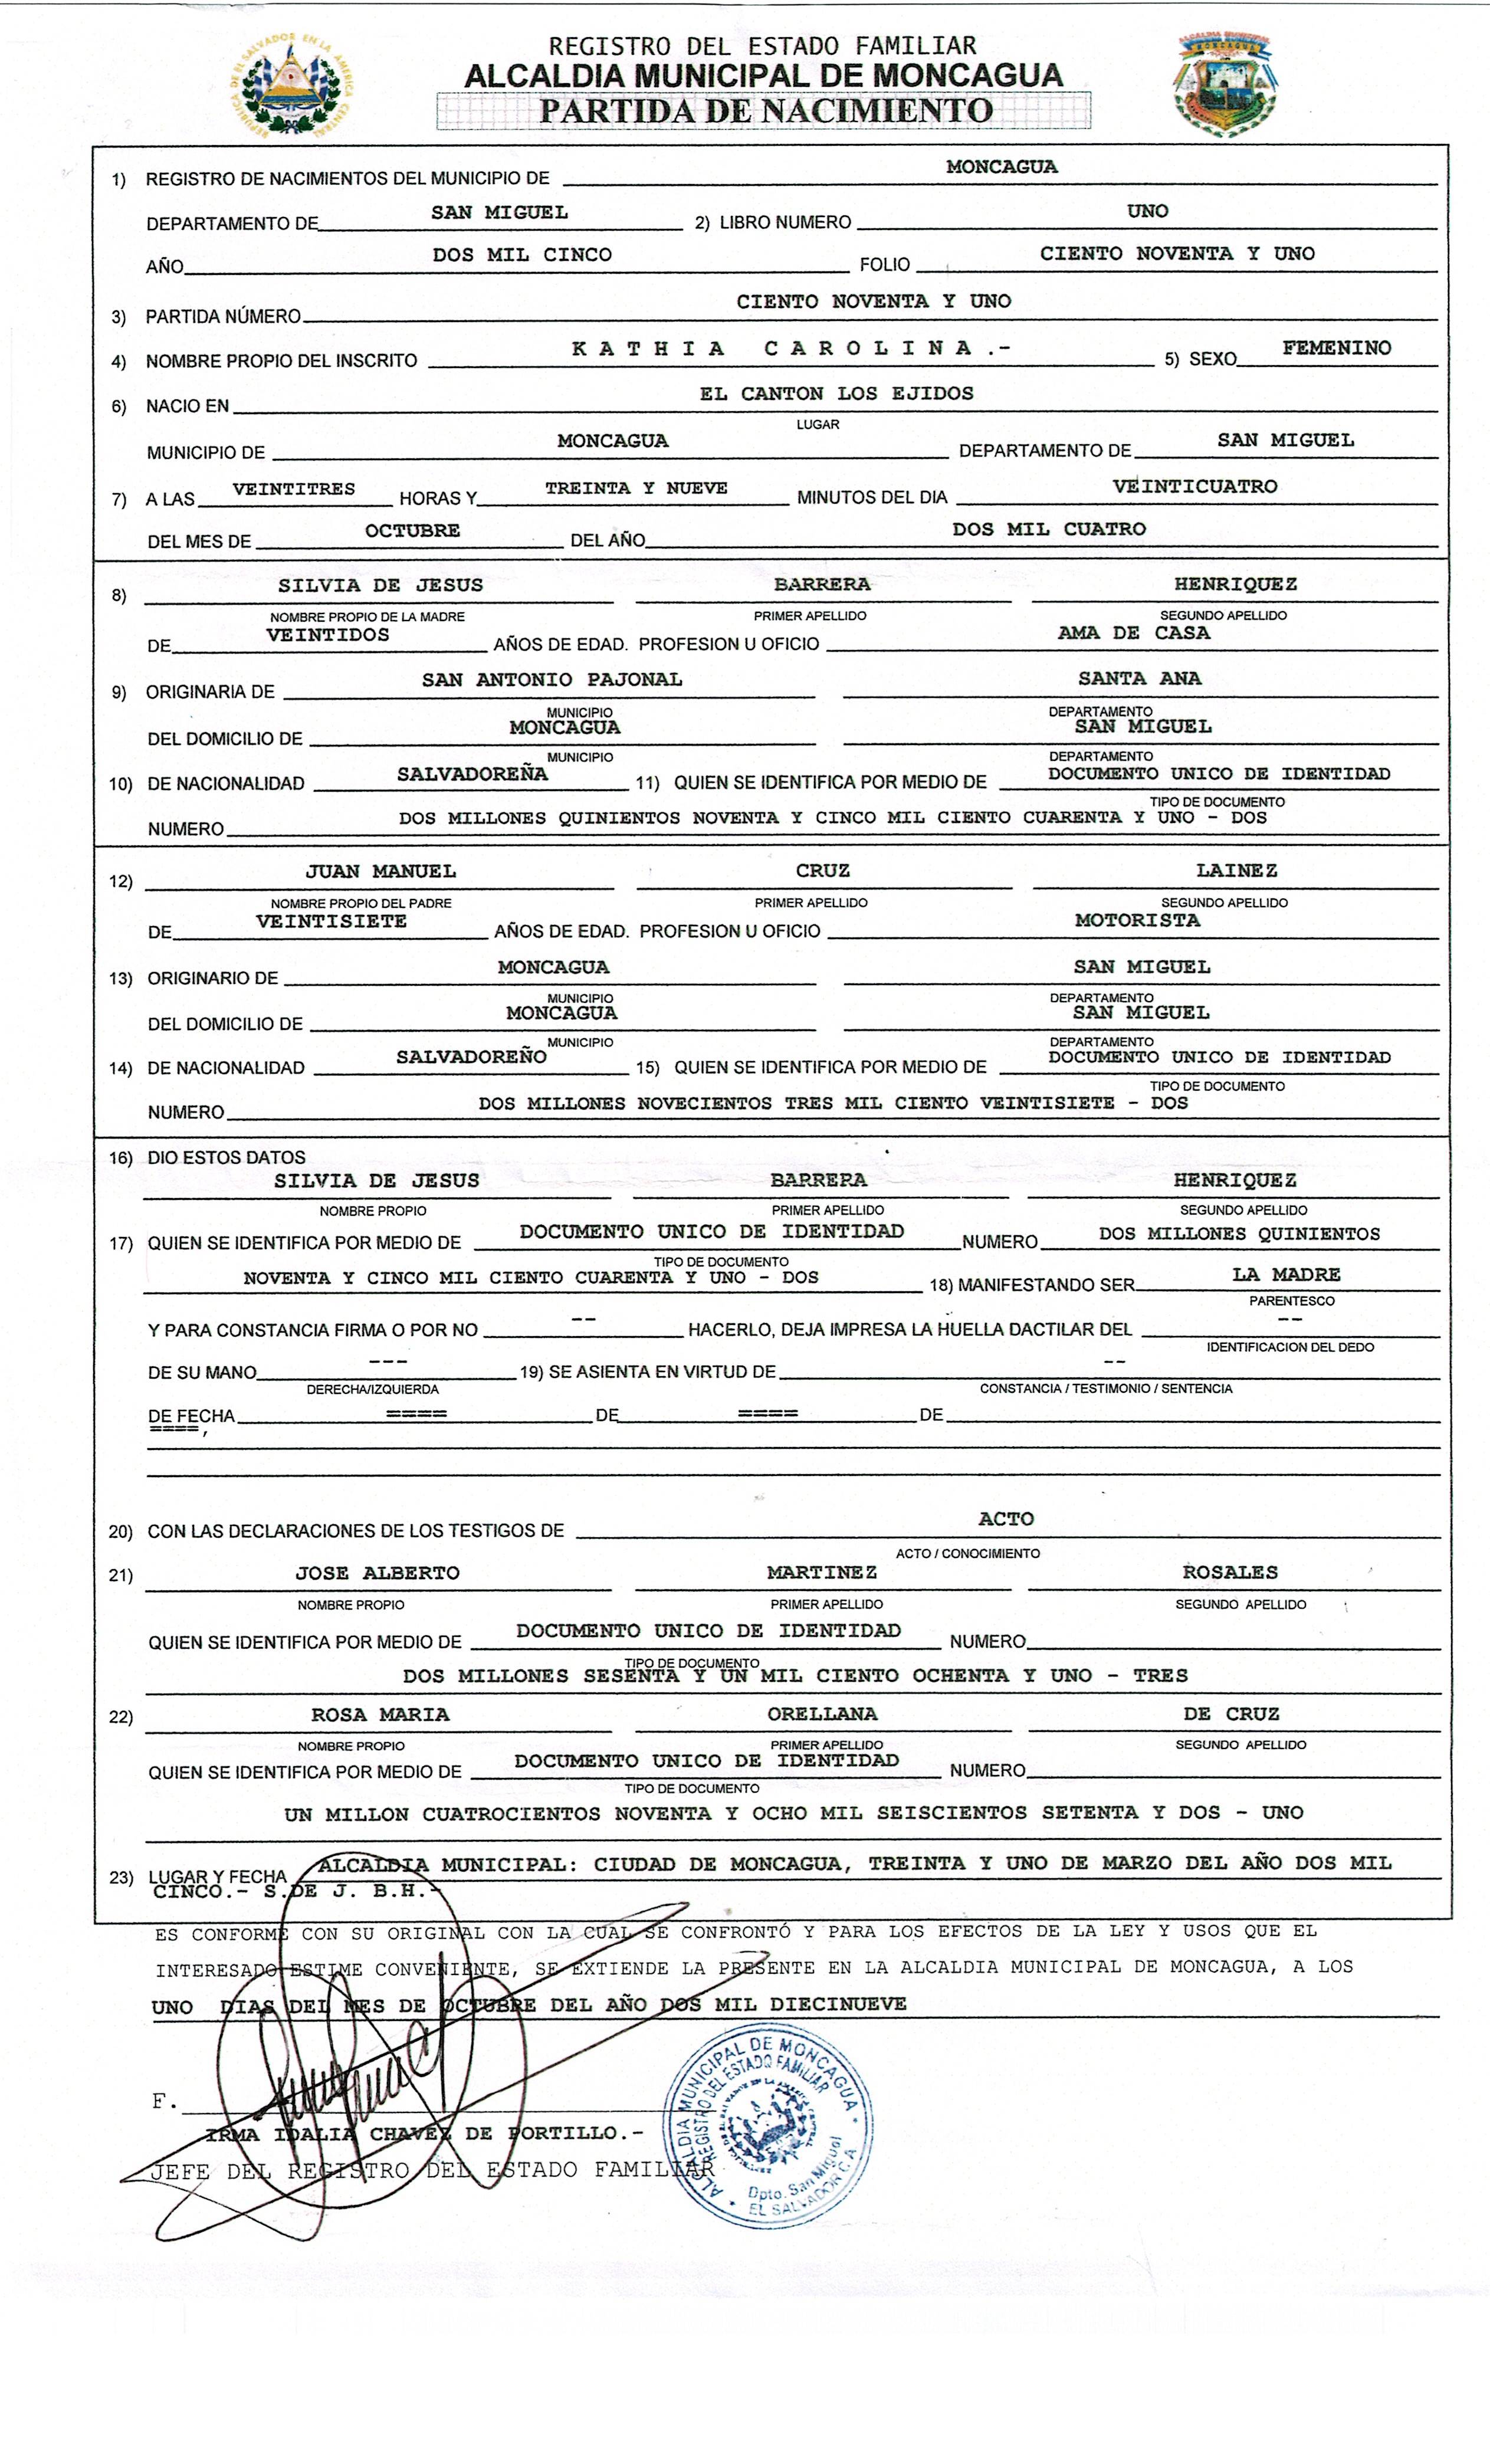 REGISTRO DEL ESTADO FAMILIAR
ALCALDIA MUNICIPAL DE MONCAGUA
PARTIDA DE NACIMIENTO
REPUBLICA DE EL SALVADOR EN LA AMERICA CENTRAL
ALCALDIA MUNICIPAL
MONCAGUA
1) REGISTRO DE NACIMIENTOS DEL MUNICIPIO DE MONCAGUA
DEPARTAMENTO DE SAN MIGUEL 2) LIBRO NUMERO UNO
AÑO DOS MIL CINCO FOLIO CIENTO NOVENTA Y UNO
3) PARTIDA NÚMERO CIENTO NOVENTA Y UNO
4) NOMBRE PROPIO DEL INSCRITO K A T H I A C A R O L I N A .- 5) SEXO FEMENINO
6) NACIO EN EL CANTON LOS EJIDOS
LUGAR
MUNICIPIO DE MONCAGUA DEPARTAMENTO DE SAN MIGUEL
7) A LAS VEINTITRES HORAS Y TREINTA Y NUEVE MINUTOS DEL DIA VEINTICUATRO
DEL MES DE OCTUBRE DEL AÑO DOS MIL CUATRO
8) SILVIA DE JESUS BARRERA HENRIQUEZ
NOMBRE PROPIO DE LA MADRE PRIMER APELLIDO SEGUNDO APELLIDO
DE VEINTIDOS AÑOS DE EDAD. PROFESION U OFICIO AMA DE CASA
9) ORIGINARIA DE SAN ANTONIO PAJONAL SANTA ANA
MUNICIPIO DEPARTAMENTO
DEL DOMICILIO DE MONCAGUA SAN MIGUEL
MUNICIPIO DEPARTAMENTO
10) DE NACIONALIDAD SALVADOREÑA 11) QUIEN SE IDENTIFICA POR MEDIO DE DOCUMENTO UNICO DE IDENTIDAD
TIPO DE DOCUMENTO
NUMERO DOS MILLONES QUINIENTOS NOVENTA Y CINCO MIL CIENTO CUARENTA Y UNO - DOS
12) JUAN MANUEL CRUZ LAINEZ
NOMBRE PROPIO DEL PADRE PRIMER APELLIDO SEGUNDO APELLIDO
DE VEINTISIETE AÑOS DE EDAD. PROFESION U OFICIO MOTORISTA
13) ORIGINARIO DE MONCAGUA SAN MIGUEL
MUNICIPIO DEPARTAMENTO
DEL DOMICILIO DE MONCAGUA SAN MIGUEL
MUNICIPIO DEPARTAMENTO
14) DE NACIONALIDAD SALVADOREÑO 15) QUIEN SE IDENTIFICA POR MEDIO DE DOCUMENTO UNICO DE IDENTIDAD
TIPO DE DOCUMENTO
NUMERO DOS MILLONES NOVECIENTOS TRES MIL CIENTO VEINTISIETE - DOS
16) DIO ESTOS DATOS
SILVIA DE JESUS BARRERA HENRIQUEZ
NOMBRE PROPIO PRIMER APELLIDO SEGUNDO APELLIDO
17) QUIEN SE IDENTIFICA POR MEDIO DE DOCUMENTO UNICO DE IDENTIDAD NUMERO DOS MILLONES QUINIENTOS
TIPO DE DOCUMENTO
NOVENTA Y CINCO MIL CIENTO CUARENTA Y UNO - DOS 18) MANIFESTANDO SER LA MADRE
PARENTESCO
Y PARA CONSTANCIA FIRMA O POR NO -- HACERLO, DEJA IMPRESA LA HUELLA DACTILAR DEL --
IDENTIFICACION DEL DEDO
DE SU MANO --- 19) SE ASIENTA EN VIRTUD DE --
DERECHA/IZQUIERDA CONSTANCIA / TESTIMONIO / SENTENCIA
DE FECHA ==== DE ==== DE
====,
20) CON LAS DECLARACIONES DE LOS TESTIGOS DE ACTO
ACTO / CONOCIMIENTO
21) JOSE ALBERTO MARTINEZ ROSALES
NOMBRE PROPIO PRIMER APELLIDO SEGUNDO APELLIDO
QUIEN SE IDENTIFICA POR MEDIO DE DOCUMENTO UNICO DE IDENTIDAD NUMERO
TIPO DE DOCUMENTO
DOS MILLONES SESENTA Y UN MIL CIENTO OCHENTA Y UNO - TRES
22) ROSA MARIA ORELLANA DE CRUZ
NOMBRE PROPIO PRIMER APELLIDO SEGUNDO APELLIDO
QUIEN SE IDENTIFICA POR MEDIO DE DOCUMENTO UNICO DE IDENTIDAD NUMERO
TIPO DE DOCUMENTO
UN MILLON CUATROCIENTOS NOVENTA Y OCHO MIL SEISCIENTOS SETENTA Y DOS - UNO
23) LUGAR Y FECHA ALCALDIA MUNICIPAL: CIUDAD DE MONCAGUA, TREINTA Y UNO DE MARZO DEL AÑO DOS MIL
CINCO.- S.DE J. B.H.-
ES CONFORME CON SU ORIGINAL CON LA CUAL SE CONFRONTÓ Y PARA LOS EFECTOS DE LA LEY Y USOS QUE EL
INTERESADO ESTIME CONVENIENTE, SE EXTIENDE LA PRESENTE EN LA ALCALDIA MUNICIPAL DE MONCAGUA, A LOS
UNO DIAS DEL MES DE OCTUBRE DEL AÑO DOS MIL DIECINUEVE
F.
IRMA IDALIA CHAVEZ DE PORTILLO.-
JEFE DEL REGISTRO DEL ESTADO FAMILIAR
ALCALDIA MUNICIPAL DE MONCAGUA
REGISTRO DEL ESTADO FAMILIAR
Dpto. San Miguel
EL SALVADOR C.A.